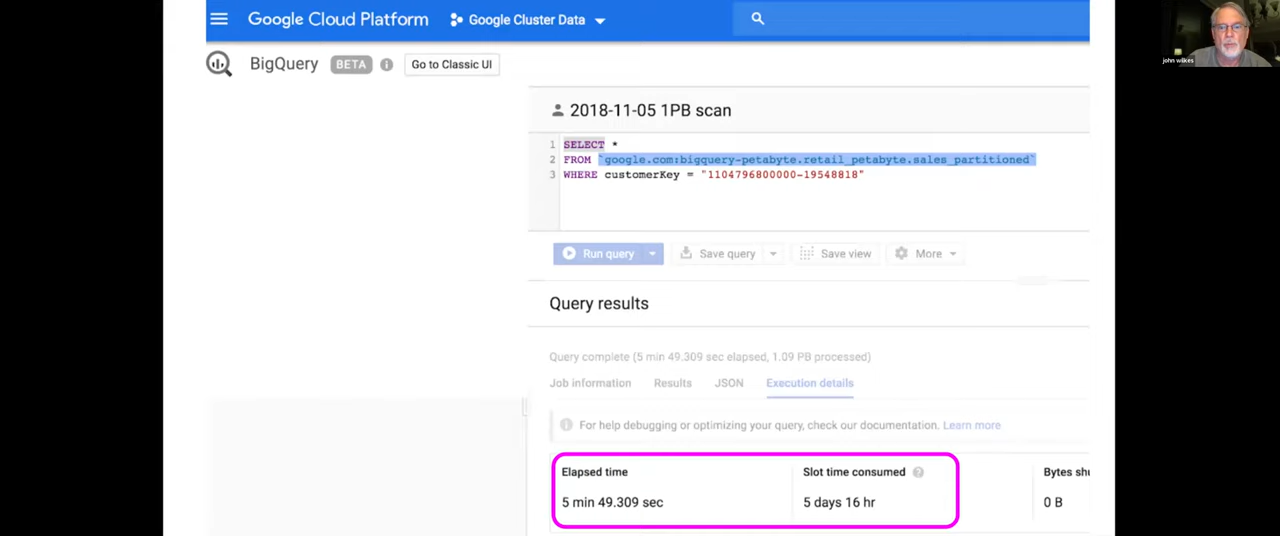 Google Cloud Platform Google Cluster Data
john wilkes
BigQuery BETA Go to Classic UI
2018-11-05 1PB scan
1 SELECT *
2 FROM `google.com:bigquery-petabyte.retail_petabyte.sales_partitioned`
3 WHERE customerKey = "1104796800000-19548818"
Run query Save query Save view More
Query results
Query complete (5 min 49.309 sec elapsed, 1.09 PB processed)
Job information Results JSON Execution details
For help debugging or optimizing your query, check our documentation. Learn more
Elapsed time Slot time consumed ? Bytes shu
5 min 49.309 sec 5 days 16 hr 0 B